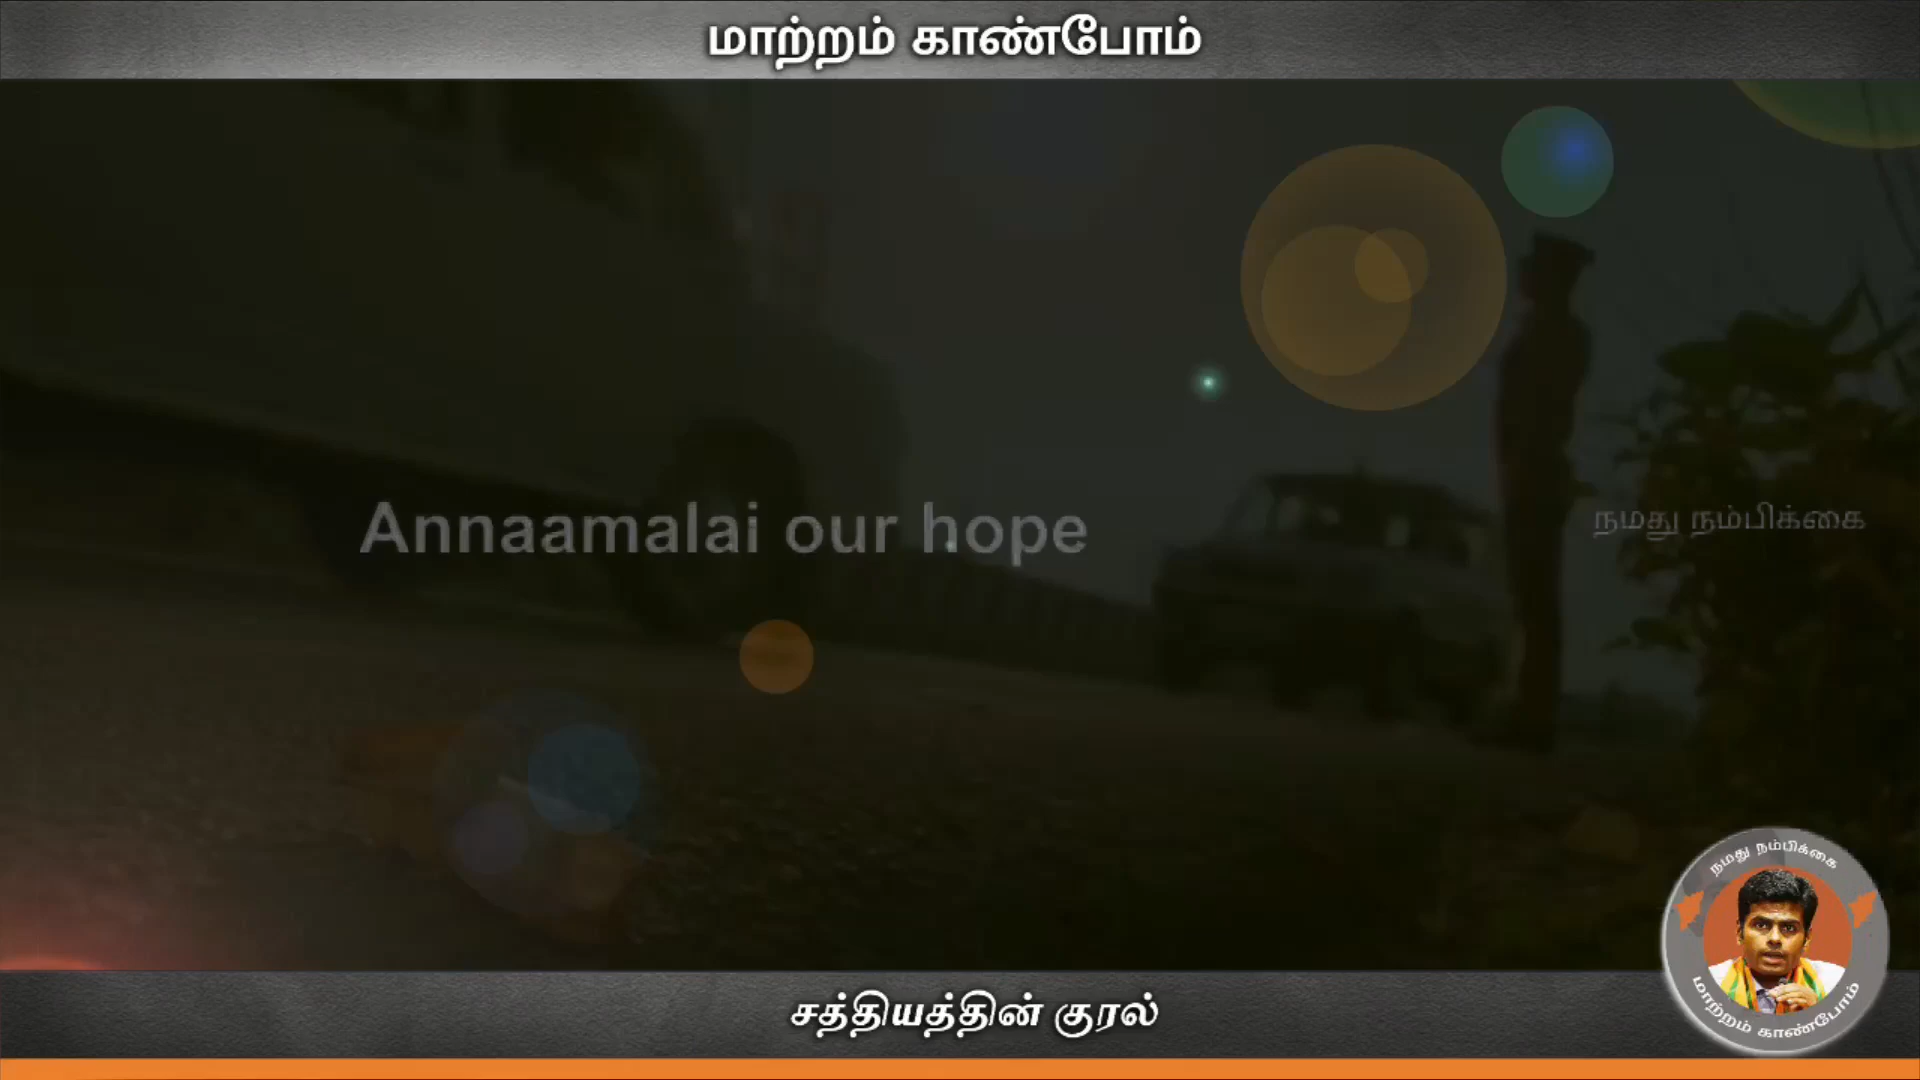 மாற்றம் காண்போம்
Annaamalai our hope
நமது நம்பிக்கை
நமது நம்பிக்கை
மாற்றம் காண்போம்
சத்தியத்தின் குரல்